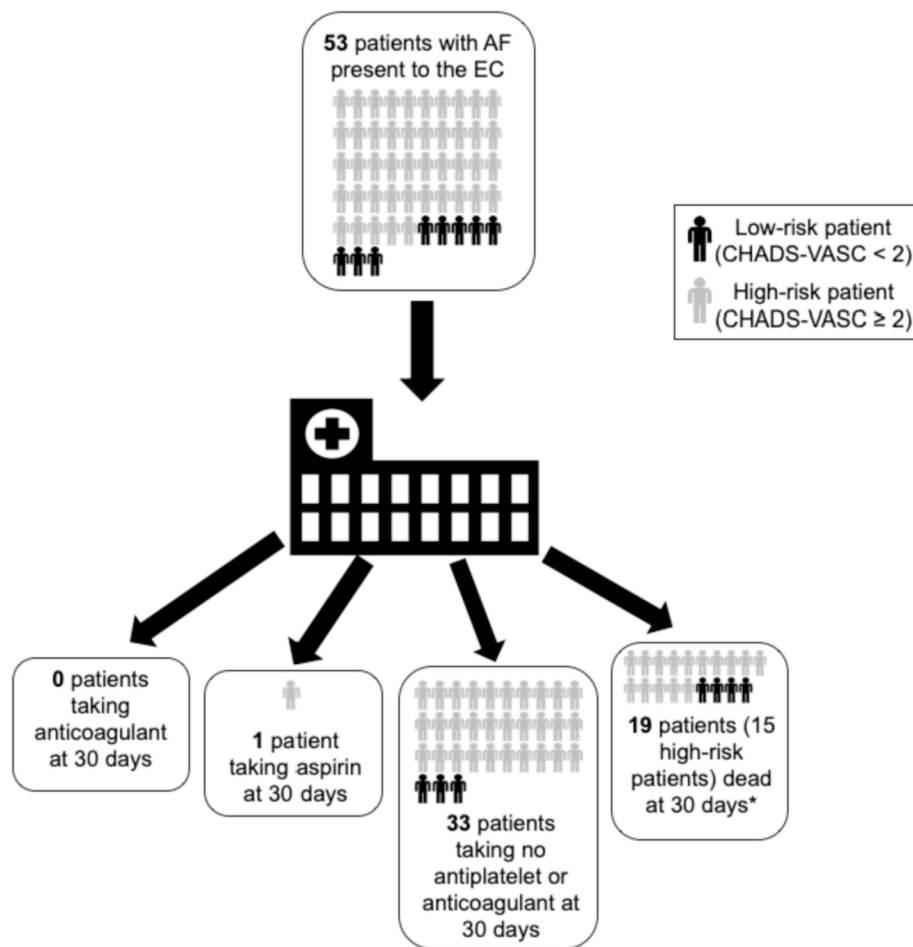 53 patients with AF
present to the EC
Low-risk patient
(CHADS-VASC < 2)
High-risk patient
(CHADS-VASC ≥ 2)
0 patients
taking
anticoagulant
at 30 days
1 patient
taking aspirin
at 30 days
33 patients
taking no
antiplatelet or
anticoagulant at
30 days
19 patients (15
high-risk
patients) dead
at 30 days*